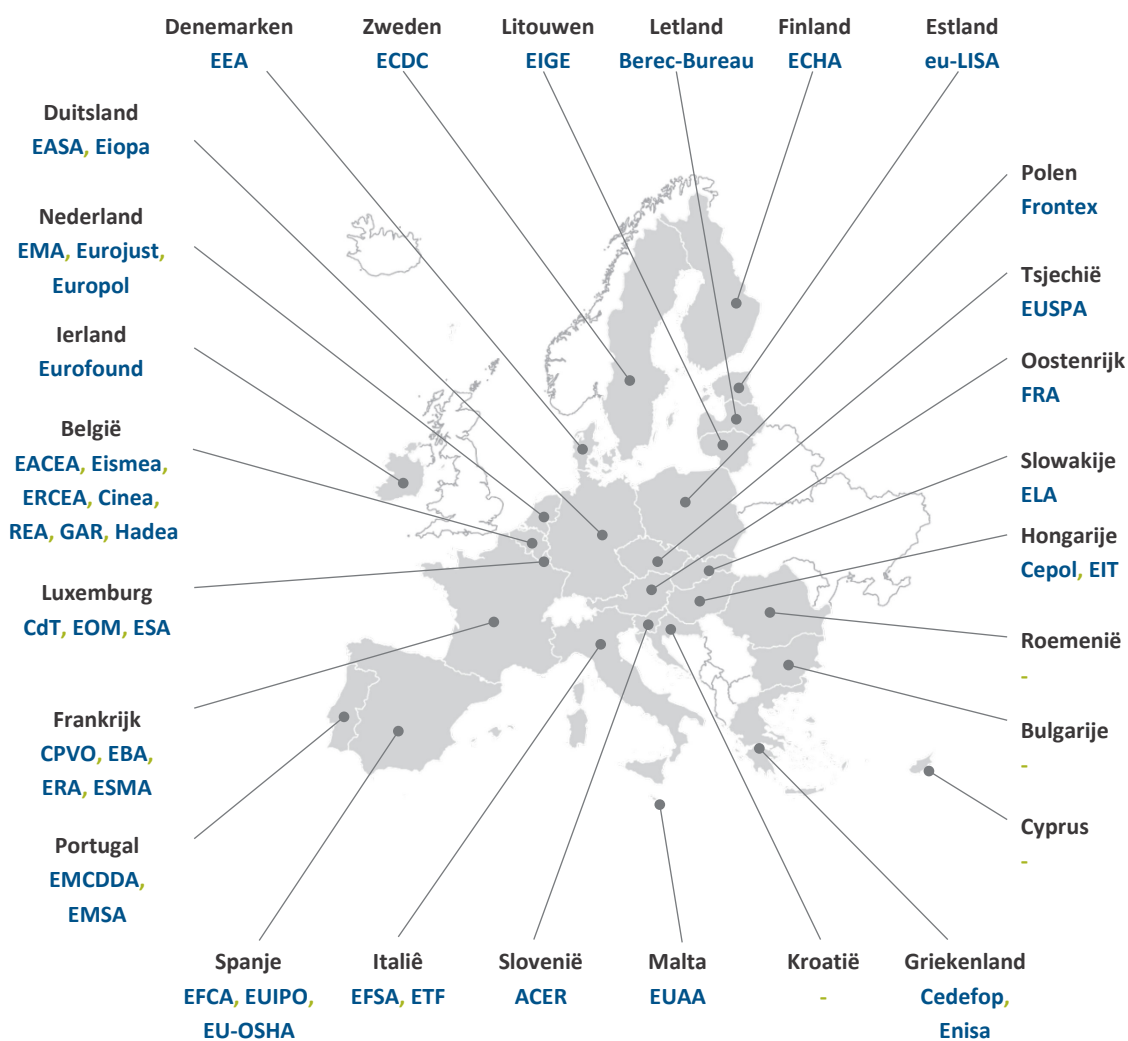 Denemarken
EEA
Zweden
ECDC
Litouwen
EIGE
Letland
Berec-Bureau
Finland
ECHA
Estland
eu-LISA
Duitsland
EASA, Eiopa
Nederland
EMA, Eurojust,
Europol
Ierland
Eurofound
België
EACEA, Eismea,
ERCEA, Cinea,
REA, GAR, Hadea
Luxemburg
CdT, EOM, ESA
Frankrijk
CPVO, EBA,
ERA, ESMA
Portugal
EMCDDA,
EMSA
Polen
Frontex
Tsjechië
EUSPA
Oostenrijk
FRA
Slowakije
ELA
Hongarije
Cepol, EIT
Roemenië
-
Bulgarije
-
Cyprus
-
Spanje
EFCA, EUIPO,
EU-OSHA
Italiê
EFSA, ETF
Slovenië
ACER
Malta
EUAA
Kroatië
-
Griekenland
Cedefop,
Enisa